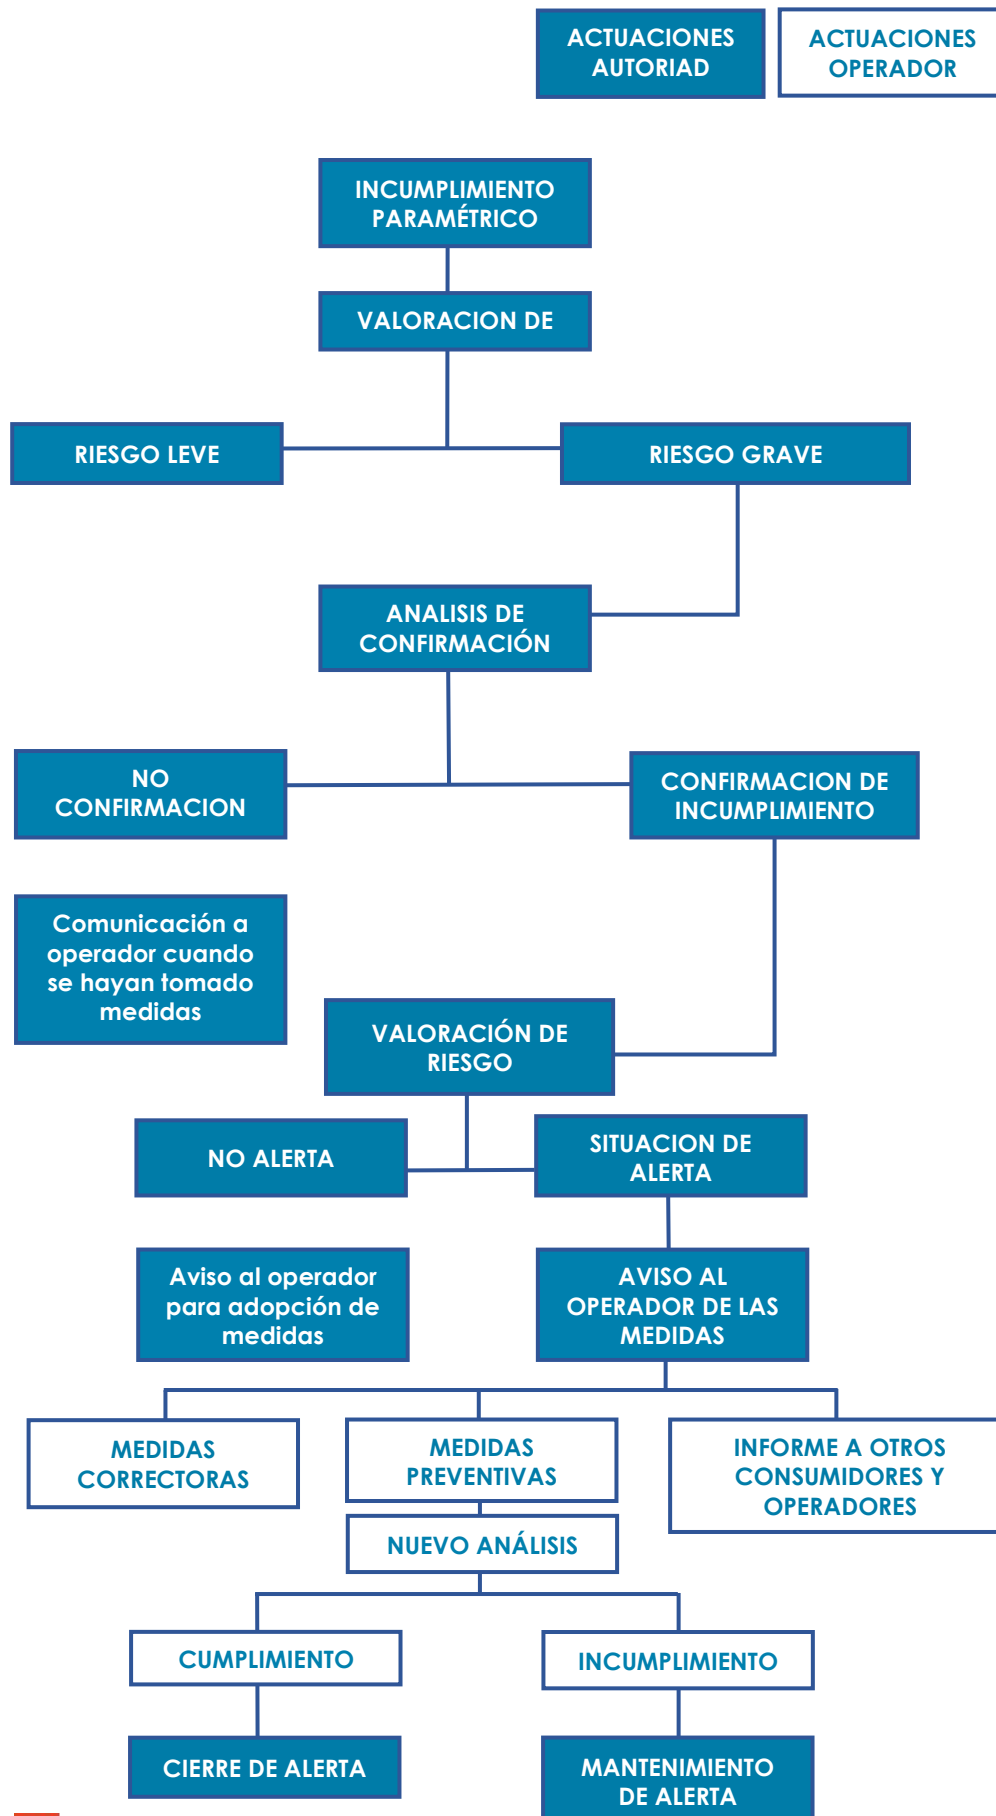 ACTUACIONES
AUTORIAD
ACTUACIONES
OPERADOR
INCUMPLIMIENTO
PARAMÉTRICO
VALORACION DE
RIESGO LEVE
RIESGO GRAVE
ANALISIS DE
CONFIRMACIÓN
NO
CONFIRMACION
CONFIRMACION DE
INCUMPLIMIENTO
Comunicación a
operador cuando
se hayan tomado
medidas
VALORACIÓN DE
RIESGO
NO ALERTA
SITUACION DE
ALERTA
Aviso al operador
para adopción de
medidas
AVISO AL
OPERADOR DE LAS
MEDIDAS
MEDIDAS
CORRECTORAS
MEDIDAS
PREVENTIVAS
INFORME A OTROS
CONSUMIDORES Y
OPERADORES
NUEVO ANÁLISIS
CUMPLIMIENTO
INCUMPLIMIENTO
CIERRE DE ALERTA
MANTENIMIENTO
DE ALERTA